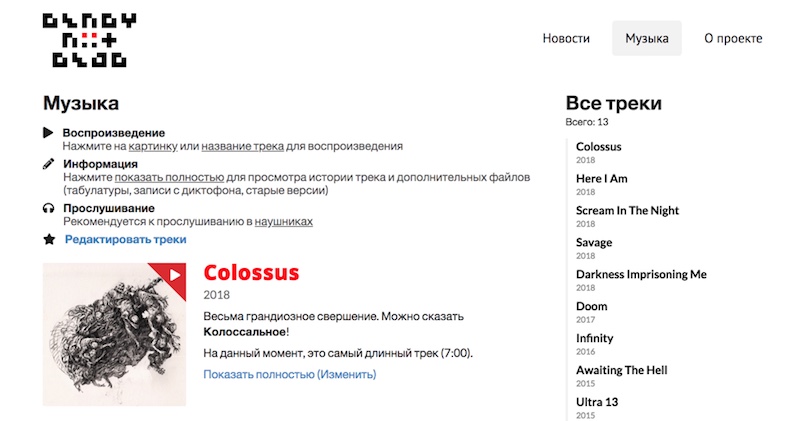 Новости
Музыка
О проекте
Музыка
Воспроизведение
Нажмите на картинку или название трека для воспроизведения
Информация
Нажмите показать полностью для просмотра истории трека и дополнительных файлов
(табулатуры, записи с диктофона, старые версии)
Прослушивание
Рекомендуется к прослушиванию в наушниках
Редактировать треки
Colossus
2018
Весьма грандиозное свершение. Можно сказать
Колоссальное!
На данный момент, это самый длинный трек (7:00).
Показать полностью (Изменить)
Все треки
Всего: 13
Colossus
2018
Here I Am
2018
Scream In The Night
2018
Savage
2018
Darkness Imprisoning Me
2018
Doom
2017
Infinity
2016
Awaiting The Hell
2015
Ultra 13
2015